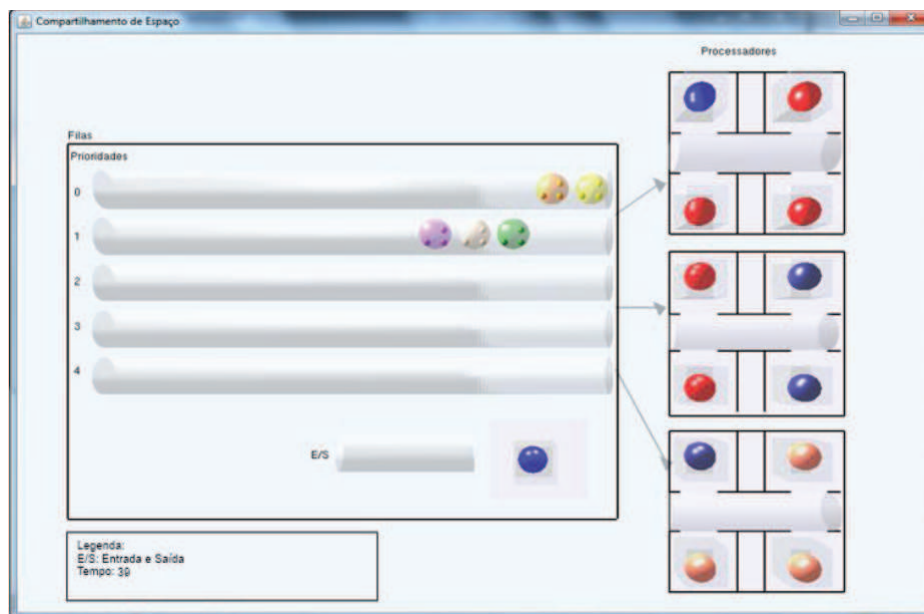 Compartilhamento de Espaço
Processadores
Filas
Prioridades
0
1
2
3
4
E/S
Legenda:
E/S: Entrada e Saída
Tempo: 39